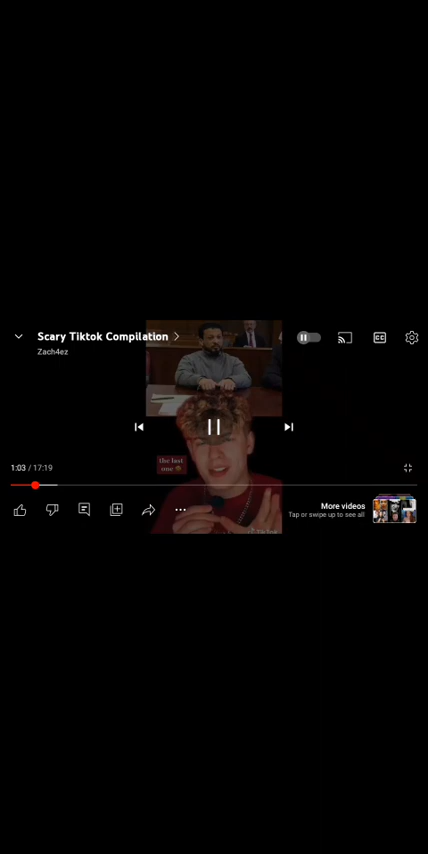 Scary Tiktok Compilation
Zach4ez
CC
the last
one
1:03 / 17:19
More videos
Tap or swipe up to see all